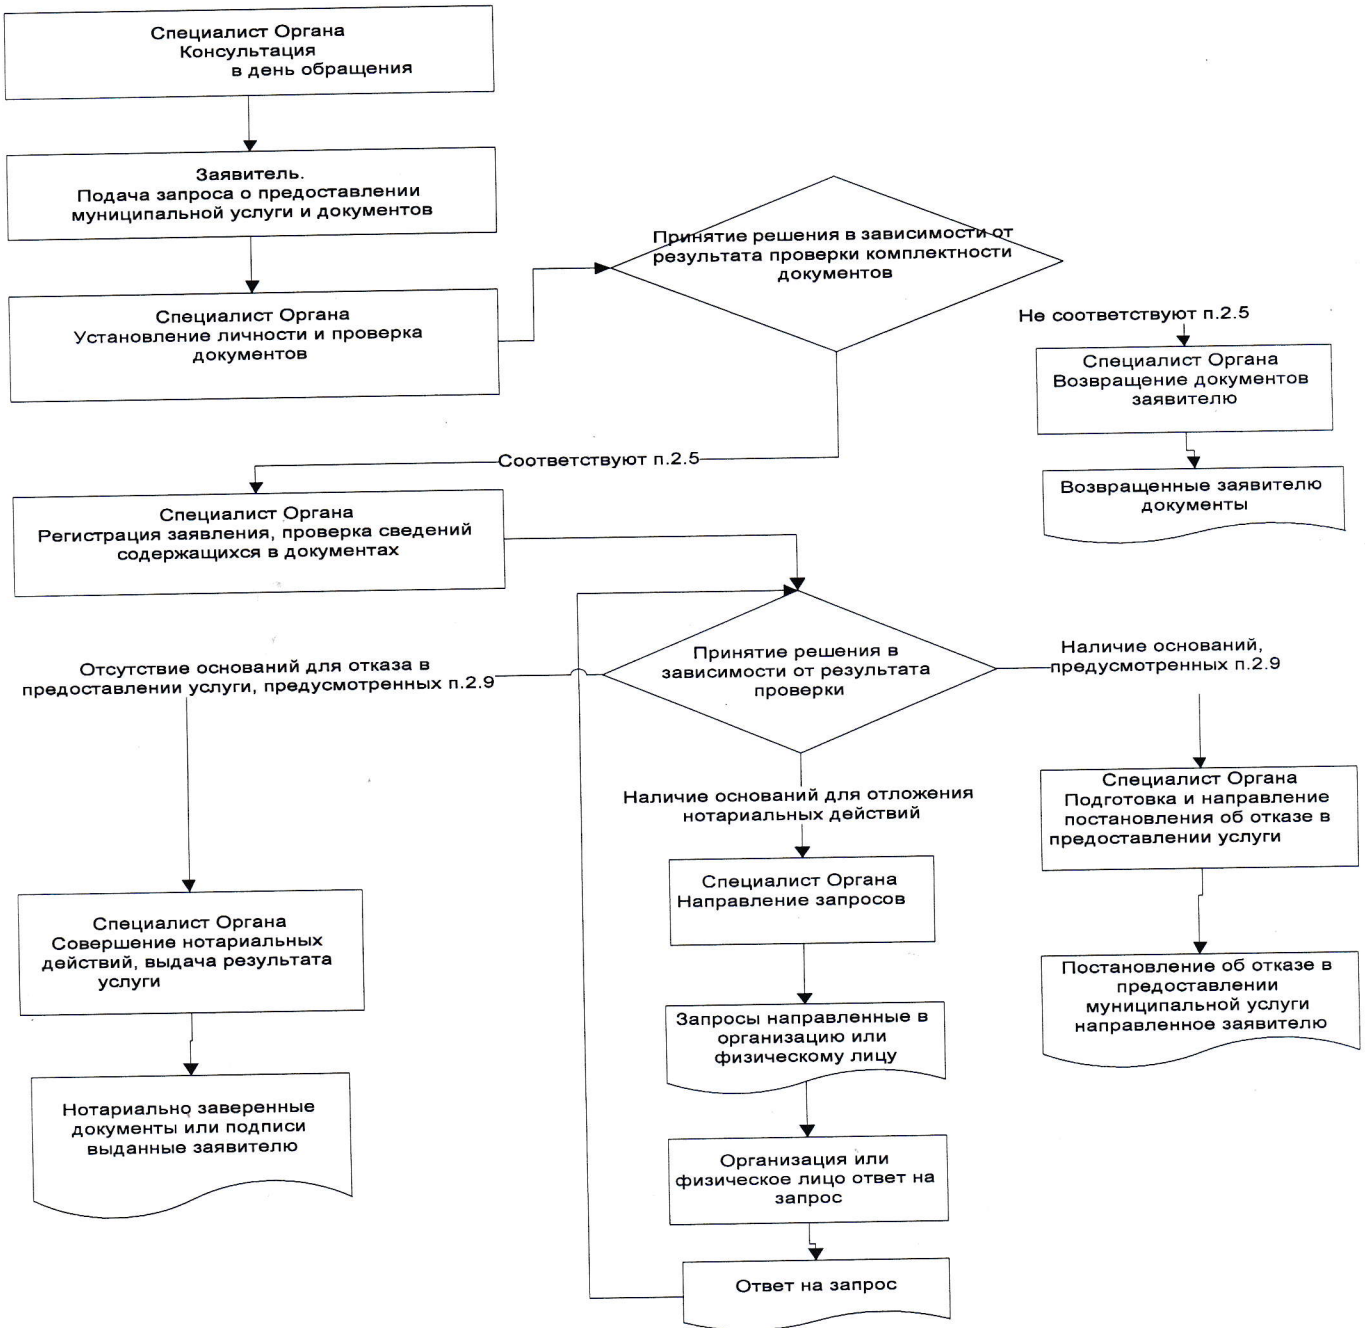 Специалист Органа
Консультация
в день обращения
Заявитель.
Подача запроса о предоставлении
муниципальной услуги и документов
Специалист Органа
Установление личности и проверка
документов
Принятие решения в зависимости от
результата проверки комплектности
документов
Не соответствуют п.2.5
Специалист Органа
Возвращение документов
заявителю
Возвращенные заявителю
документы
Соответствуют п.2.5
Специалист Органа
Регистрация заявления, проверка сведений
содержащихся в документах
Принятие решения в
зависимости от результата
проверки
Отсутствие оснований для отказа в
предоставлении услуги, предусмотренных п.2.9
Специалист Органа
Совершение нотариальных
действий, выдача результата
услуги
Нотариально заверенные
документы или подписи
выданные заявителю
Наличие оснований для отложения
нотариальных действий
Специалист Органа
Направление запросов
Запросы направленные в
организацию или
физическому лицу
Организация или
физическое лицо ответ на
запрос
Ответ на запрос
Наличие оснований,
предусмотренных п.2.9
Специалист Органа
Подготовка и направление
постановления об отказе в
предоставлении услуги
Постановление об отказе в
предоставлении
муниципальной услуги
направленное заявителю